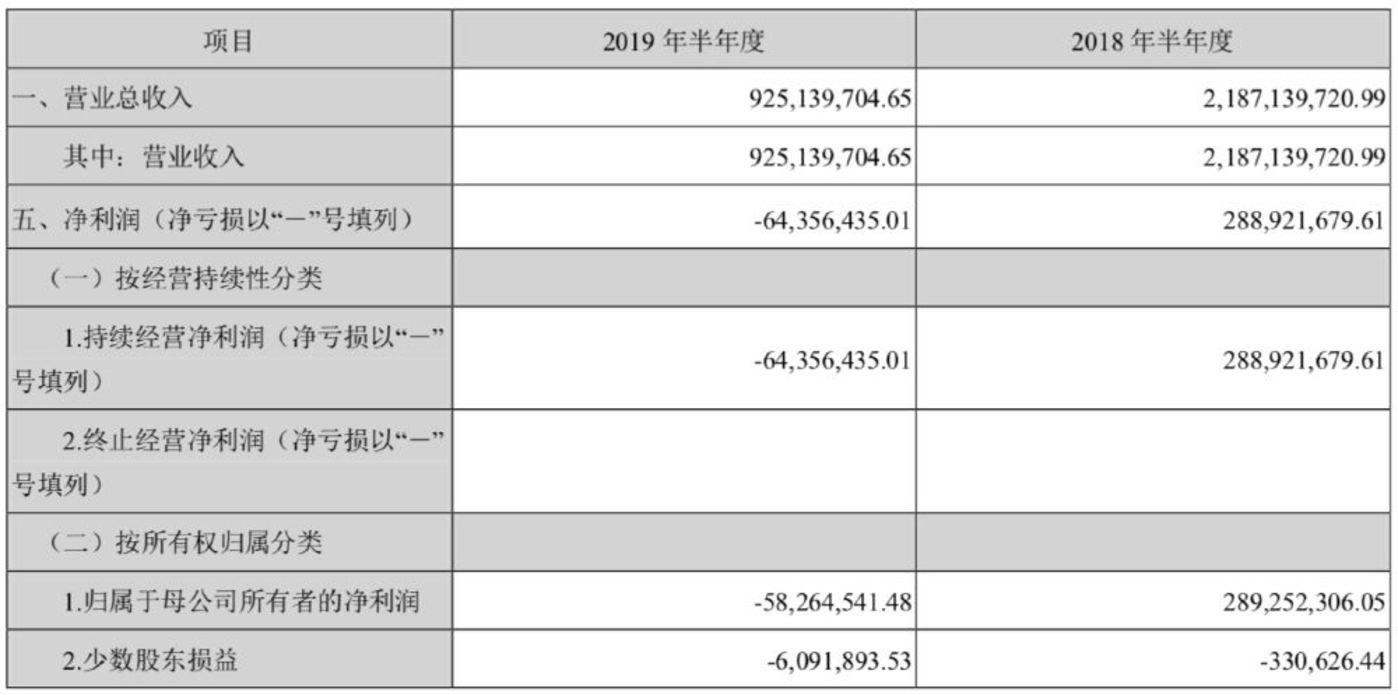 项目 2019 年半年度 2018 年半年度
一、营业总收入 925,139,704.65 2,187,139,720.99
其中：营业收入 925,139,704.65 2,187,139,720.99
五、净利润（净亏损以“－”号填列） -64,356,435.01 288,921,679.61
（一）按经营持续性分类
1.持续经营净利润（净亏损以“－”
号填列） -64,356,435.01 288,921,679.61
2.终止经营净利润（净亏损以“－”
号填列）
（二）按所有权归属分类
1.归属于母公司所有者的净利润 -58,264,541.48 289,252,306.05
2.少数股东损益 -6,091,893.53 -330,626.44